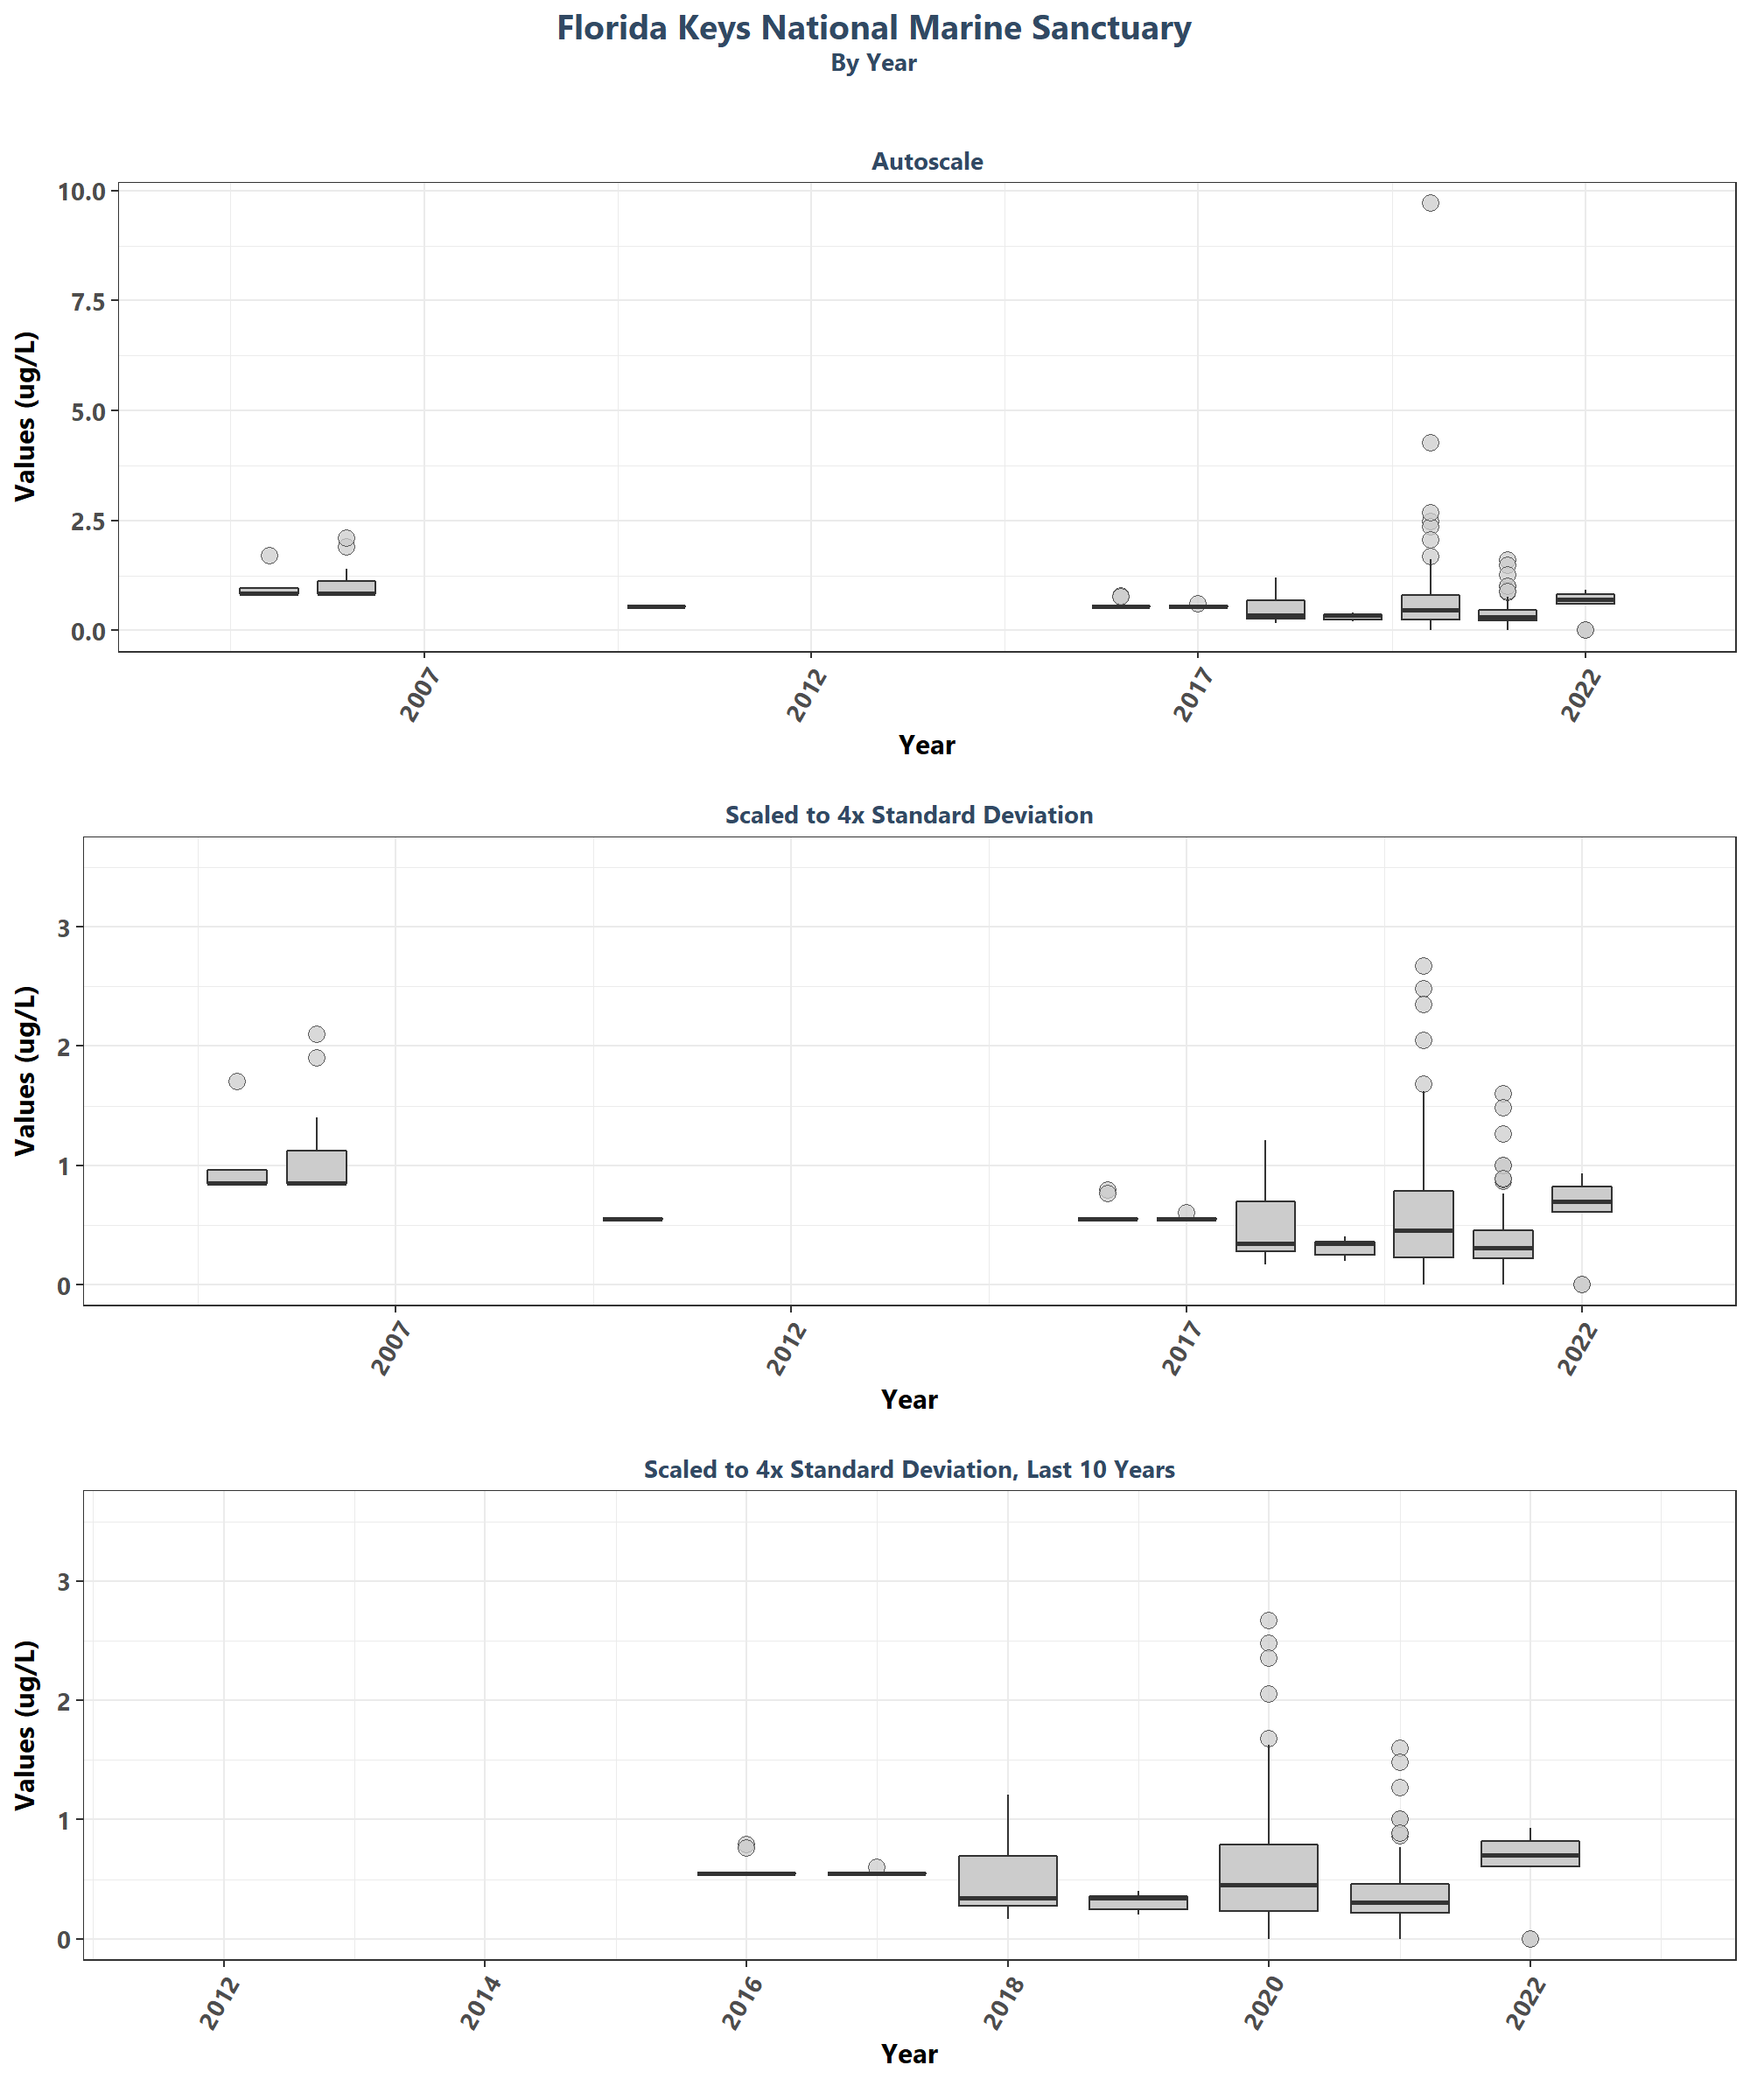 Florida Keys National Marine Sanctuary
By Year
Autoscale
Values (ug/L)
10.0
7.5
5.0
2.5
0.0
2007
2012
2017
2022
Year
Scaled to 4x Standard Deviation
Values (ug/L)
3
2
1
0
2007
2012
2017
2022
Year
Scaled to 4x Standard Deviation, Last 10 Years
Values (ug/L)
3
2
1
0
2012
2014
2016
2018
2020
2022
Year